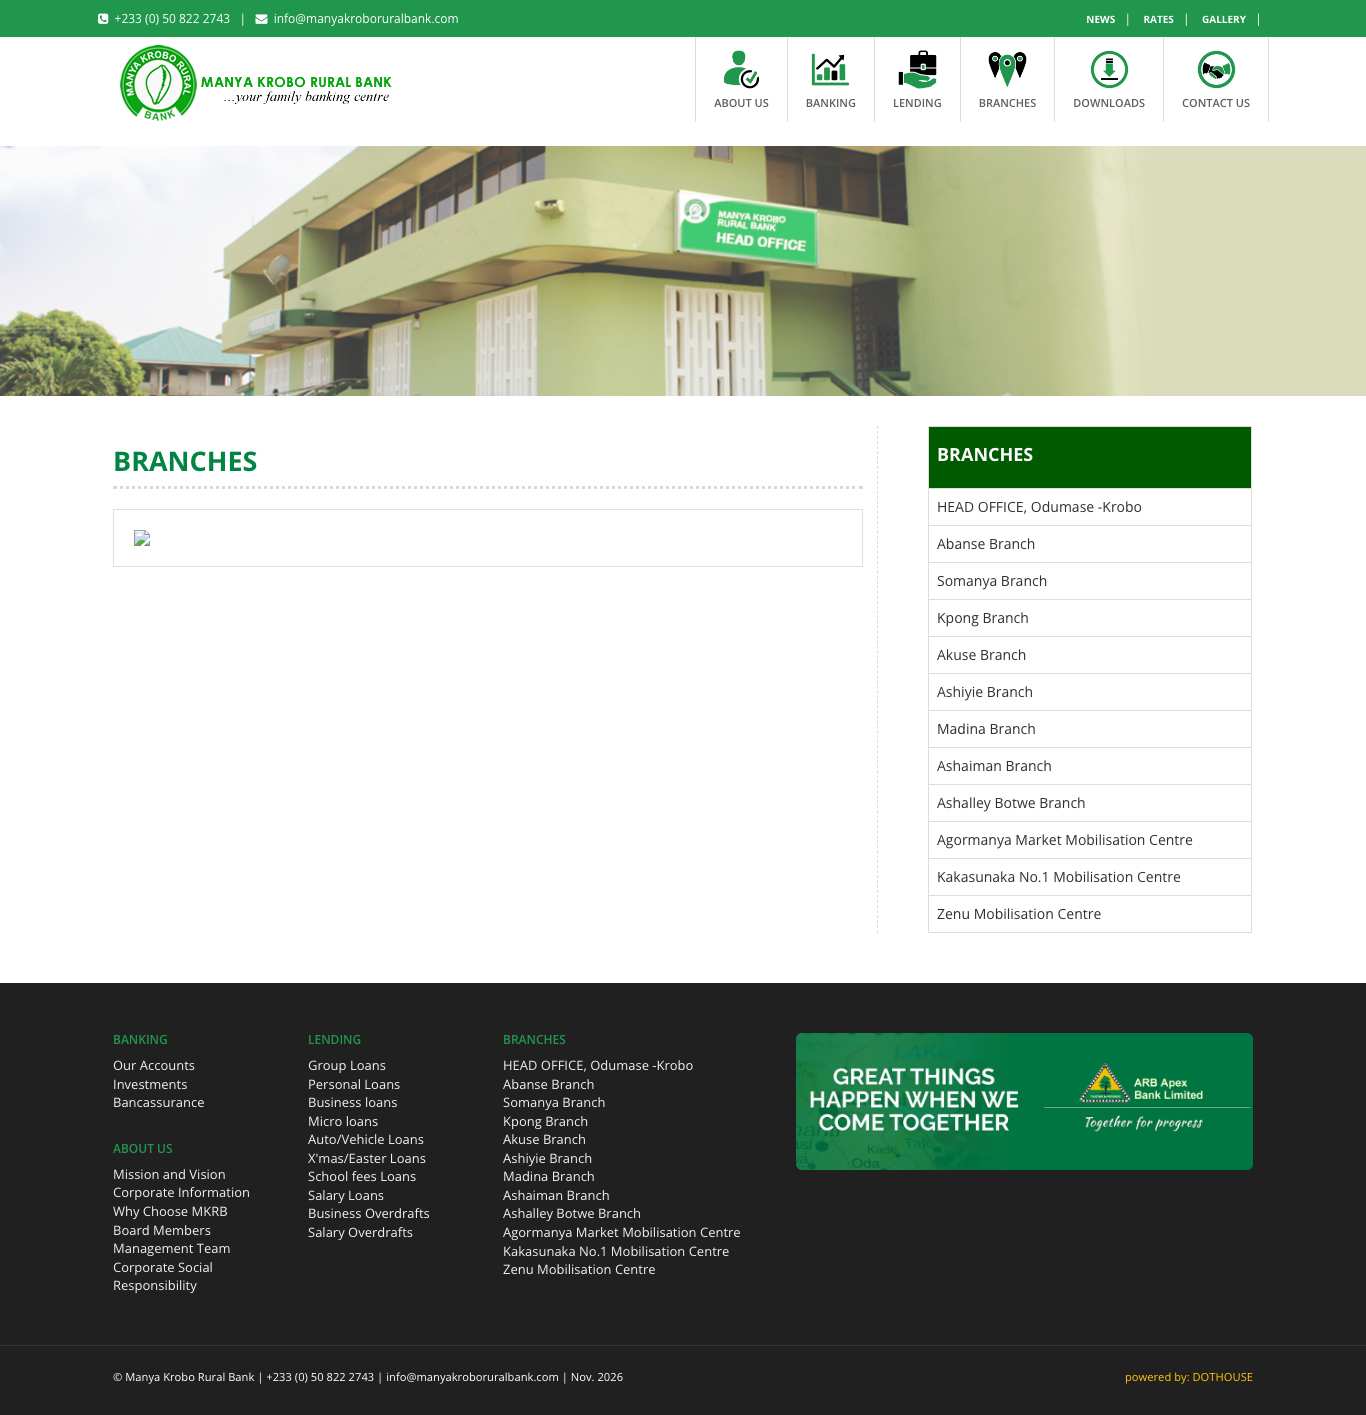 +233 (0) 50 822 2743 | info@manyakroboruralbank.com
NEWS | RATES | GALLERY |
MANYA KROBO RURAL
BANK
MANYA KROBO RURAL BANK
...your family banking centre
ABOUT US
BANKING
LENDING
BRANCHES
DOWNLOADS
CONTACT US
MANYA KROBO
RURAL BANK
HEAD OFFICE
BRANCHES
BRANCHES
HEAD OFFICE, Odumase -Krobo
Abanse Branch
Somanya Branch
Kpong Branch
Akuse Branch
Ashiyie Branch
Madina Branch
Ashaiman Branch
Ashalley Botwe Branch
Agormanya Market Mobilisation Centre
Kakasunaka No.1 Mobilisation Centre
Zenu Mobilisation Centre
BANKING
Our Accounts
Investments
Bancassurance
ABOUT US
Mission and Vision
Corporate Information
Why Choose MKRB
Board Members
Management Team
Corporate Social
Responsibility
LENDING
Group Loans
Personal Loans
Business loans
Micro loans
Auto/Vehicle Loans
X'mas/Easter Loans
School fees Loans
Salary Loans
Business Overdrafts
Salary Overdrafts
BRANCHES
HEAD OFFICE, Odumase -Krobo
Abanse Branch
Somanya Branch
Kpong Branch
Akuse Branch
Ashiyie Branch
Madina Branch
Ashaiman Branch
Ashalley Botwe Branch
Agormanya Market Mobilisation Centre
Kakasunaka No.1 Mobilisation Centre
Zenu Mobilisation Centre
GREAT THINGS
HAPPEN WHEN WE
COME TOGETHER
ARB Apex
Bank Limited
Together for progress
LAKE
Kade
Oda
© Manya Krobo Rural Bank | +233 (0) 50 822 2743 | info@manyakroboruralbank.com | Nov. 2026
powered by: DOTHOUSE